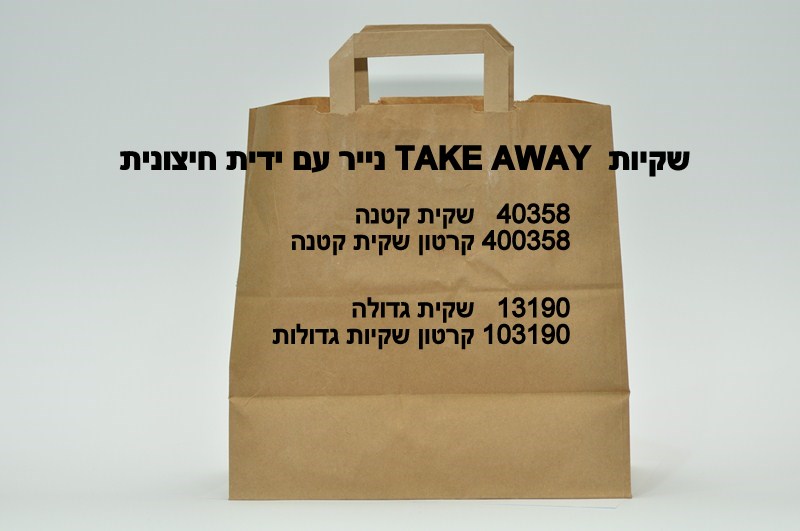 שקיות TAKE AWAY נייר עם ידית חיצונית
40358 שקית קטנה
400358 קרטון שקית קטנה
13190 שקית גדולה
103190 קרטון שקיות גדולות